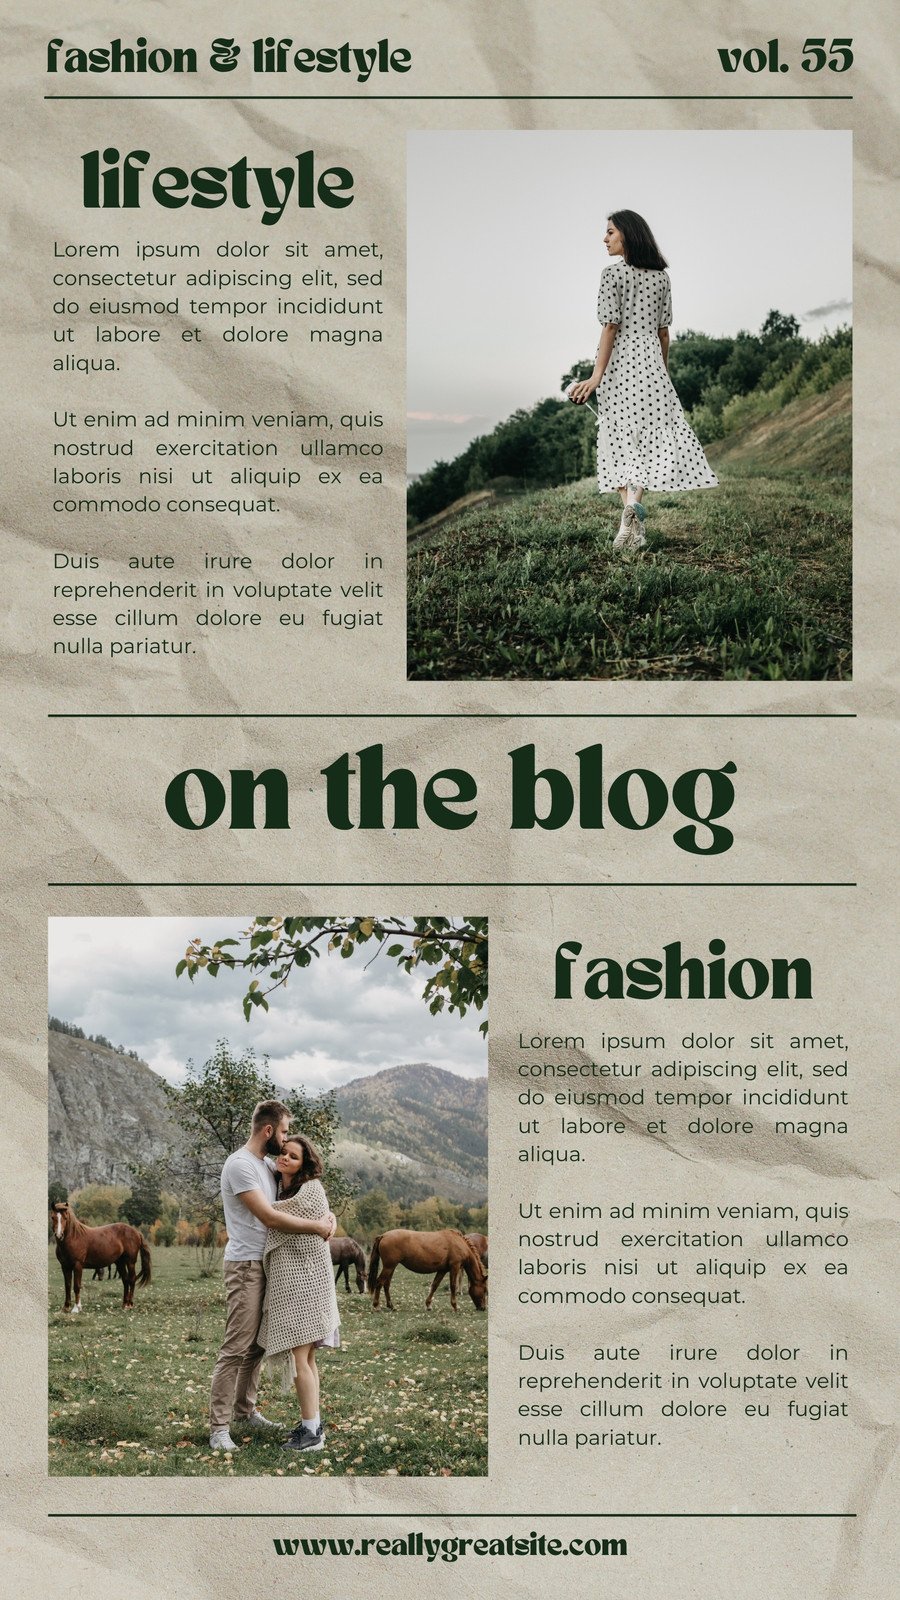 fashion & lifestyle vol. 55
lifestyle
Lorem ipsum dolor sit amet,
consectetur adipiscing elit, sed
do eiusmod tempor incididunt
ut labore et dolore magna
aliqua.
Ut enim ad minim veniam, quis
nostrud exercitation ullamco
laboris nisi ut aliquip ex ea
commodo consequat.
Duis aute irure dolor in
reprehenderit in voluptate velit
esse cillum dolore eu fugiat
nulla pariatur.
on the blog
fashion
Lorem ipsum dolor sit amet,
consectetur adipiscing elit, sed
do eiusmod tempor incididunt
ut labore et dolore magna
aliqua.
Ut enim ad minim veniam, quis
nostrud exercitation ullamco
laboris nisi ut aliquip ex ea
commodo consequat.
Duis aute irure dolor in
reprehenderit in voluptate velit
esse cillum dolore eu fugiat
nulla pariatur.
www.reallygreatsite.com